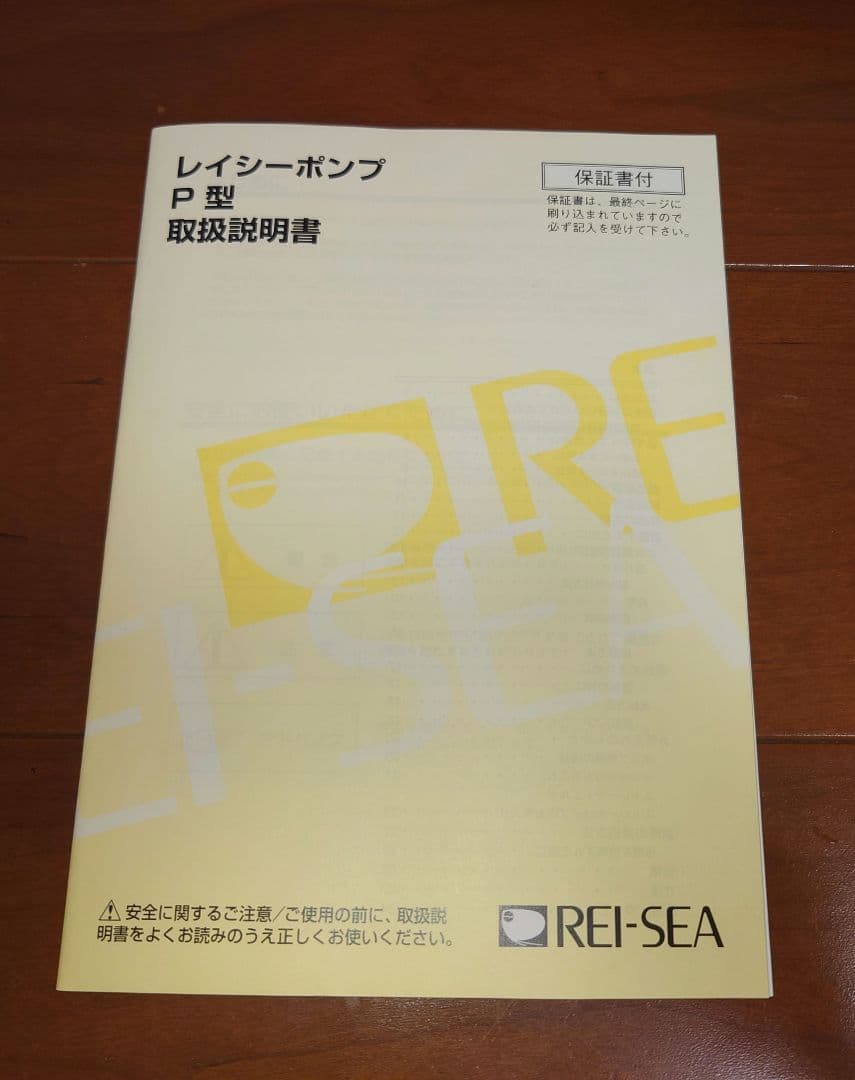 レイシーポンプ
P 型
取扱説明書
保証書付
保証書は、最終ページに
刷り込まれていますので
必ず記入を受けて下さい。
RE
EI-SEA
⚠安全に関するご注意/ご使用の前に、取扱説
明書をよくお読みのうえ正しくお使いください。
REI-SEA